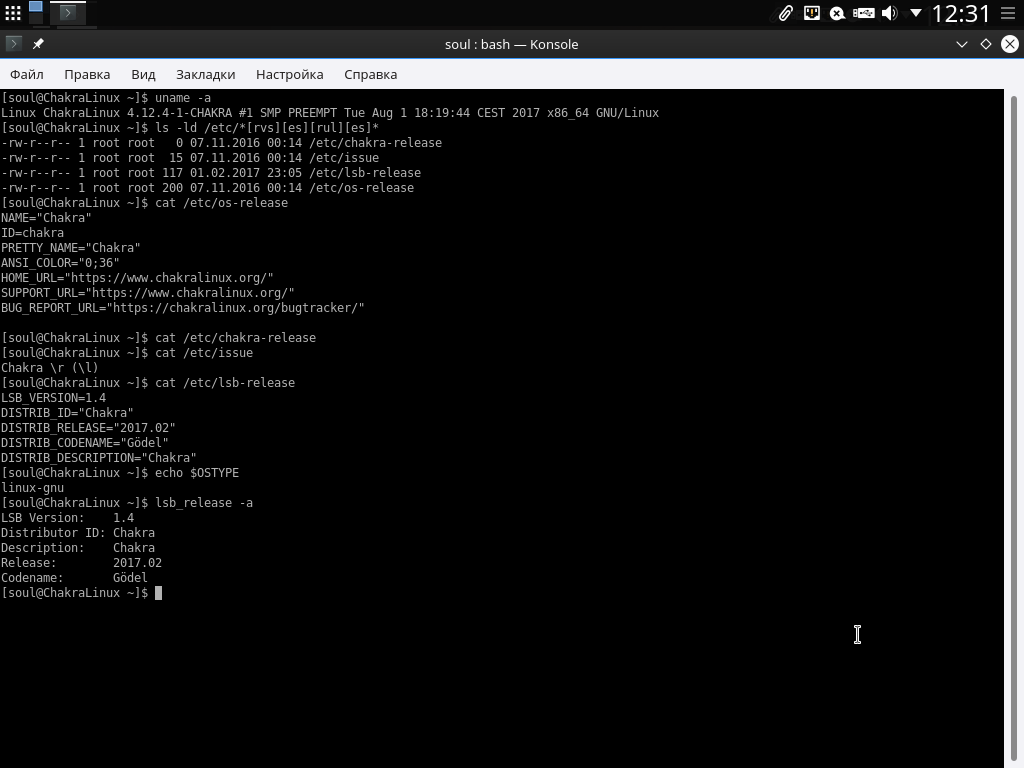 12:31
soul : bash — Konsole
Файл Правка Вид Закладки Настройка Справка
[soul@ChakraLinux ~]$ uname -a
Linux ChakraLinux 4.12.4-1-CHAKRA #1 SMP PREEMPT Tue Aug 1 18:19:44 CEST 2017 x86_64 GNU/Linux
[soul@ChakraLinux ~]$ ls -ld /etc/*[rvs][es][rul][es]*
-rw-r--r-- 1 root root   0 07.11.2016 00:14 /etc/chakra-release
-rw-r--r-- 1 root root  15 07.11.2016 00:14 /etc/issue
-rw-r--r-- 1 root root 117 01.02.2017 23:05 /etc/lsb-release
-rw-r--r-- 1 root root 200 07.11.2016 00:14 /etc/os-release
[soul@ChakraLinux ~]$ cat /etc/os-release
NAME="Chakra"
ID=chakra
PRETTY_NAME="Chakra"
ANSI_COLOR="0;36"
HOME_URL="https://www.chakralinux.org/"
SUPPORT_URL="https://www.chakralinux.org/"
BUG_REPORT_URL="https://chakralinux.org/bugtracker/"
[soul@ChakraLinux ~]$ cat /etc/chakra-release
[soul@ChakraLinux ~]$ cat /etc/issue
Chakra \r (\l)
[soul@ChakraLinux ~]$ cat /etc/lsb-release
LSB_VERSION=1.4
DISTRIB_ID="Chakra"
DISTRIB_RELEASE="2017.02"
DISTRIB_CODENAME="Gödel"
DISTRIB_DESCRIPTION="Chakra"
[soul@ChakraLinux ~]$ echo $OSTYPE
linux-gnu
[soul@ChakraLinux ~]$ lsb_release -a
LSB Version:    1.4
Distributor ID: Chakra
Description:    Chakra
Release:        2017.02
Codename:       Gödel
[soul@ChakraLinux ~]$